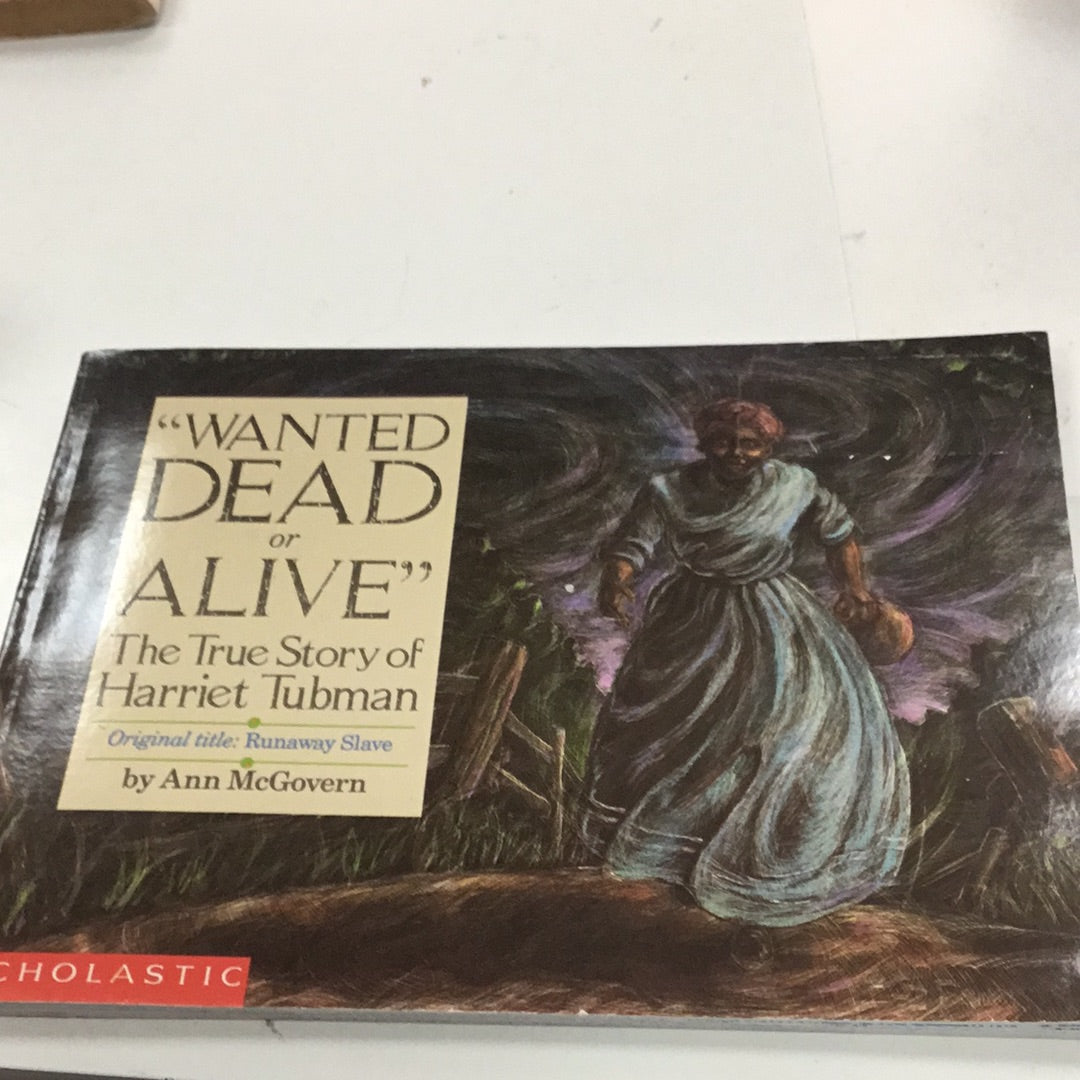 “WANTED
DEAD
or
ALIVE”
The True Story of
Harriet Tubman
Original title: Runaway Slave
by Ann McGovern
CHOLASTIC